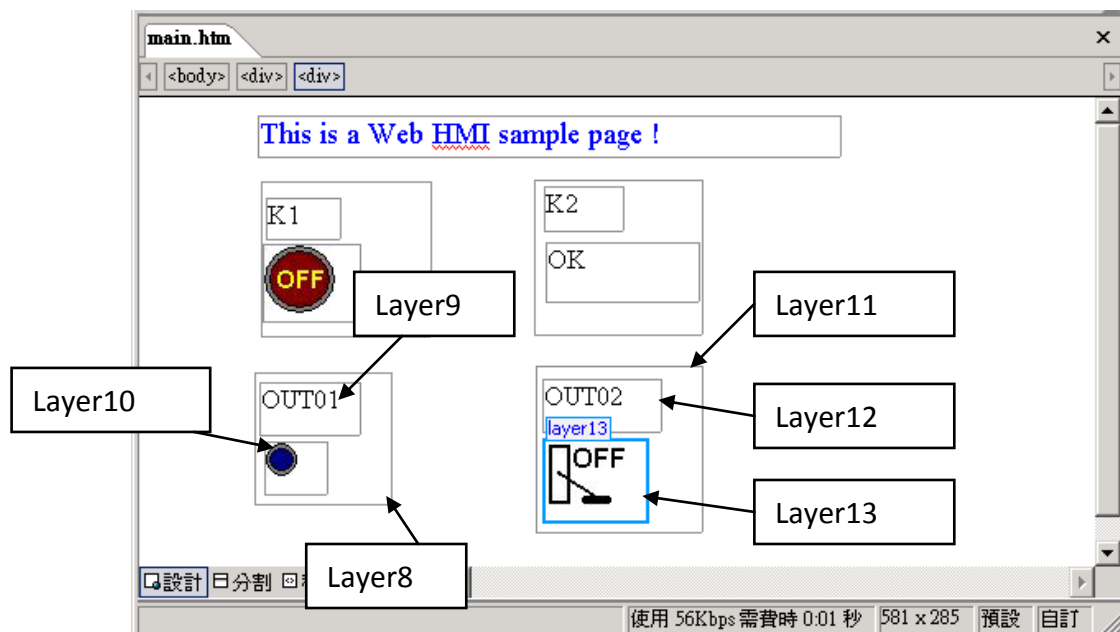 main.htm
×
<body> <div> <div>
This is a Web HMI sample page !
K1
K2
OFF
OK
Layer9
Layer11
Layer10
OUT01
OUT02
Layer12
layer13
OFF
Layer13
Layer8
設計 分割
使用 56Kbps 需費時 0:01 秒 581 x 285 預設 自訂